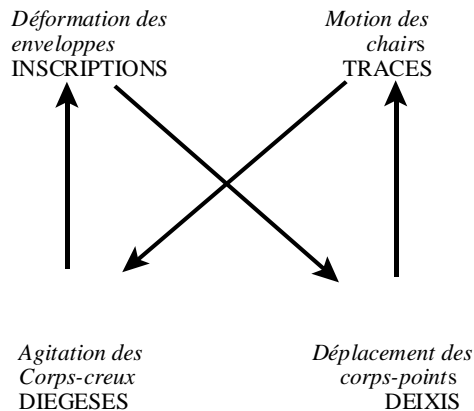 Déformation des
enveloppes
INSCRIPTIONS
Motion des
chairs
TRACES
Agitation des
Corps-creux
DIEGESES
Déplacement des
corps-points
DEIXIS